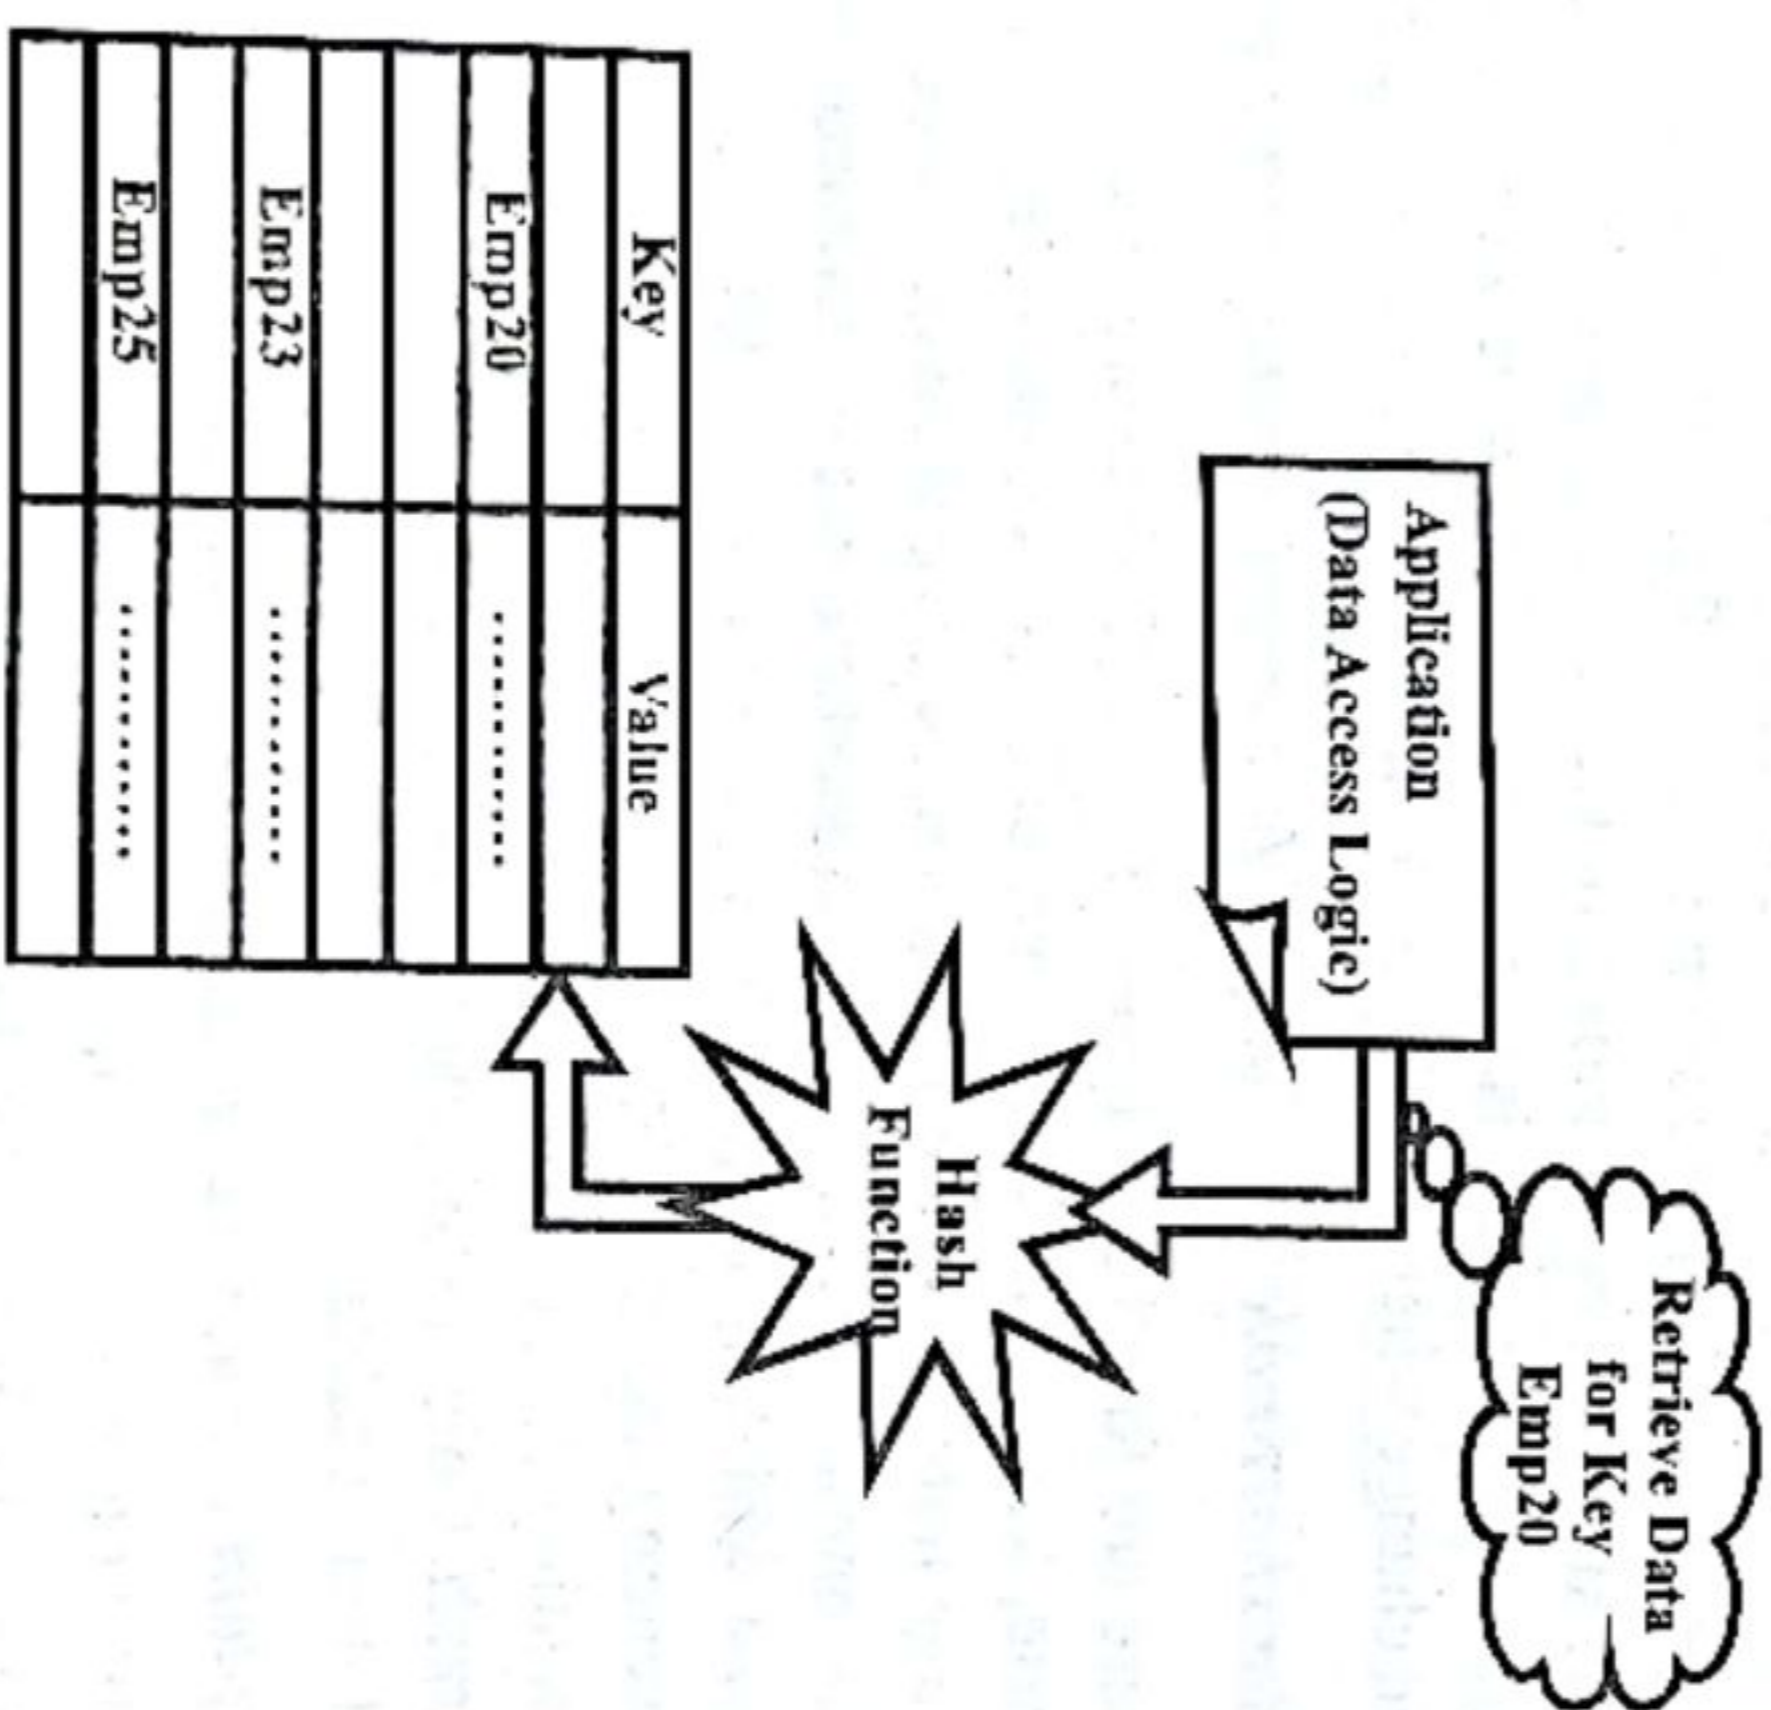 Retrieve Data
for Key
Emp20
Application
(Data Access Logic)
Hash
Function
Key Value
Emp20 ............
Emp23 ............
Emp25 ............